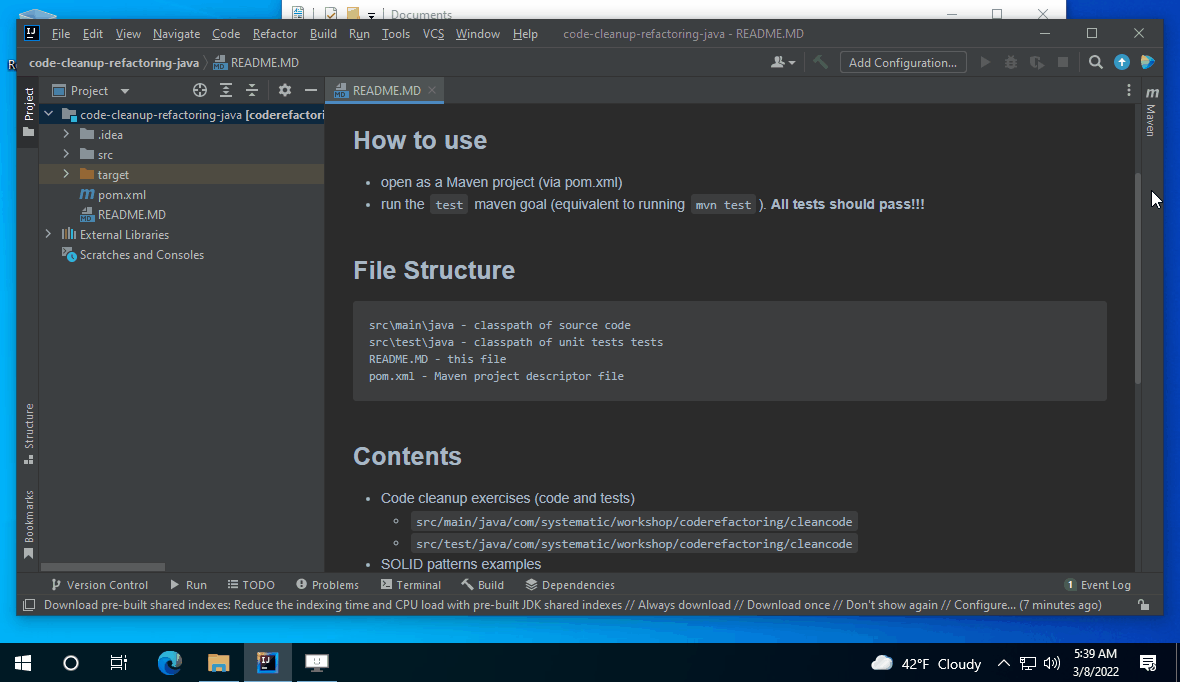 Documents
File Edit View Navigate Code Refactor Build Run Tools VCS Window Help code-cleanup-refactoring-java - README.MD
code-cleanup-refactoring-java README.MD Add Configuration...
Project README.MD
Project
Maven
code-cleanup-refactoring-java [coderefactori
.idea
src
target
pom.xml
README.MD
External Libraries
Scratches and Consoles
Structure
Bookmarks
How to use
• open as a Maven project (via pom.xml)
• run the test maven goal (equivalent to running mvn test ). All tests should pass!!!
File Structure
src\main\java - classpath of source code
src\test\java - classpath of unit tests tests
README.MD - this file
pom.xml - Maven project descriptor file
Contents
• Code cleanup exercises (code and tests)
◦ src/main/java/com/systematic/workshop/coderefactoring/cleancode
◦ src/test/java/com/systematic/workshop/coderefactoring/cleancode
• SOLID patterns examples
Version Control Run TODO Problems Terminal Build Dependencies 1 Event Log
Download pre-built shared indexes: Reduce the indexing time and CPU load with pre-built JDK shared indexes // Always download // Download once // Don't show again // Configure... (7 minutes ago)
42°F Cloudy
5:39 AM
3/8/2022